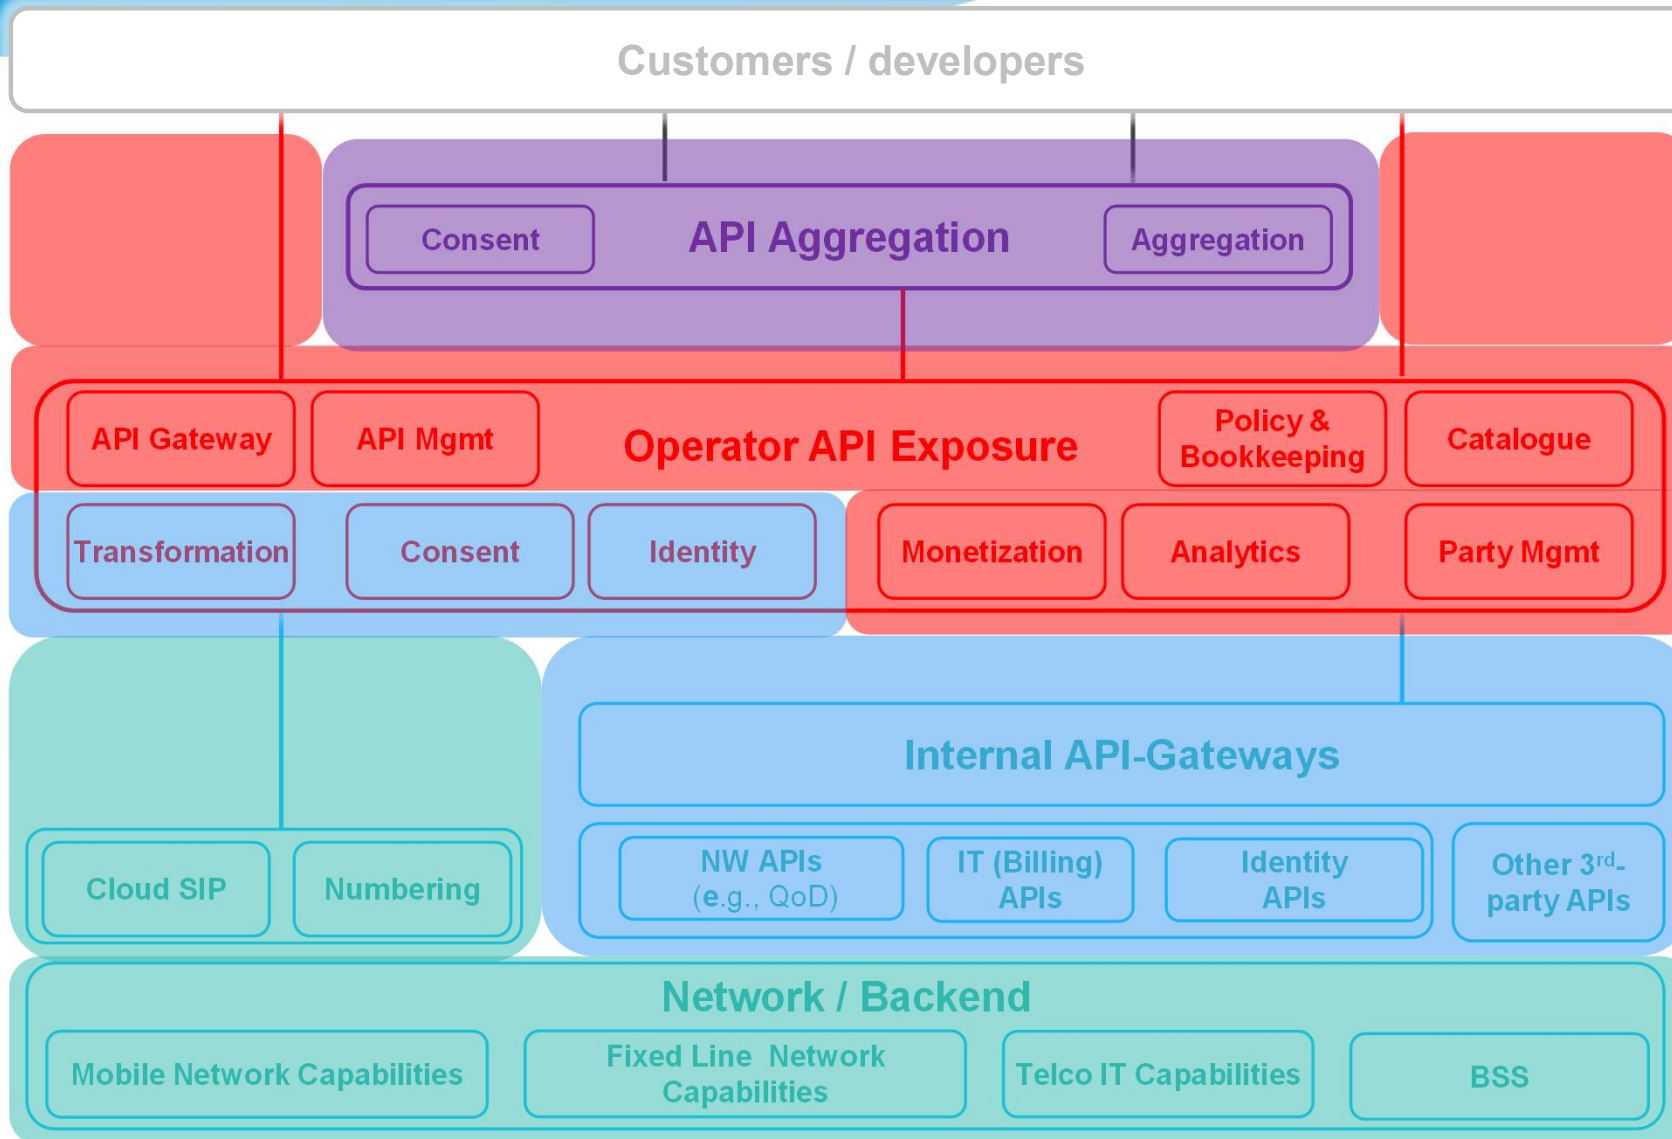 Customers / developers
Consent
API Aggregation
Aggregation
API Gateway
API Mgmt
Operator API Exposure
Policy &
Bookkeeping
Catalogue
Transformation
Consent
Identity
Monetization
Analytics
Party Mgmt
Internal API-Gateways
Cloud SIP
Numbering
NW APIs
(e.g., QoD)
IT (Billing)
APIs
Identity
APIs
Other 3rd-
party APIs
Network / Backend
Mobile Network Capabilities
Fixed Line Network
Capabilities
Telco IT Capabilities
BSS